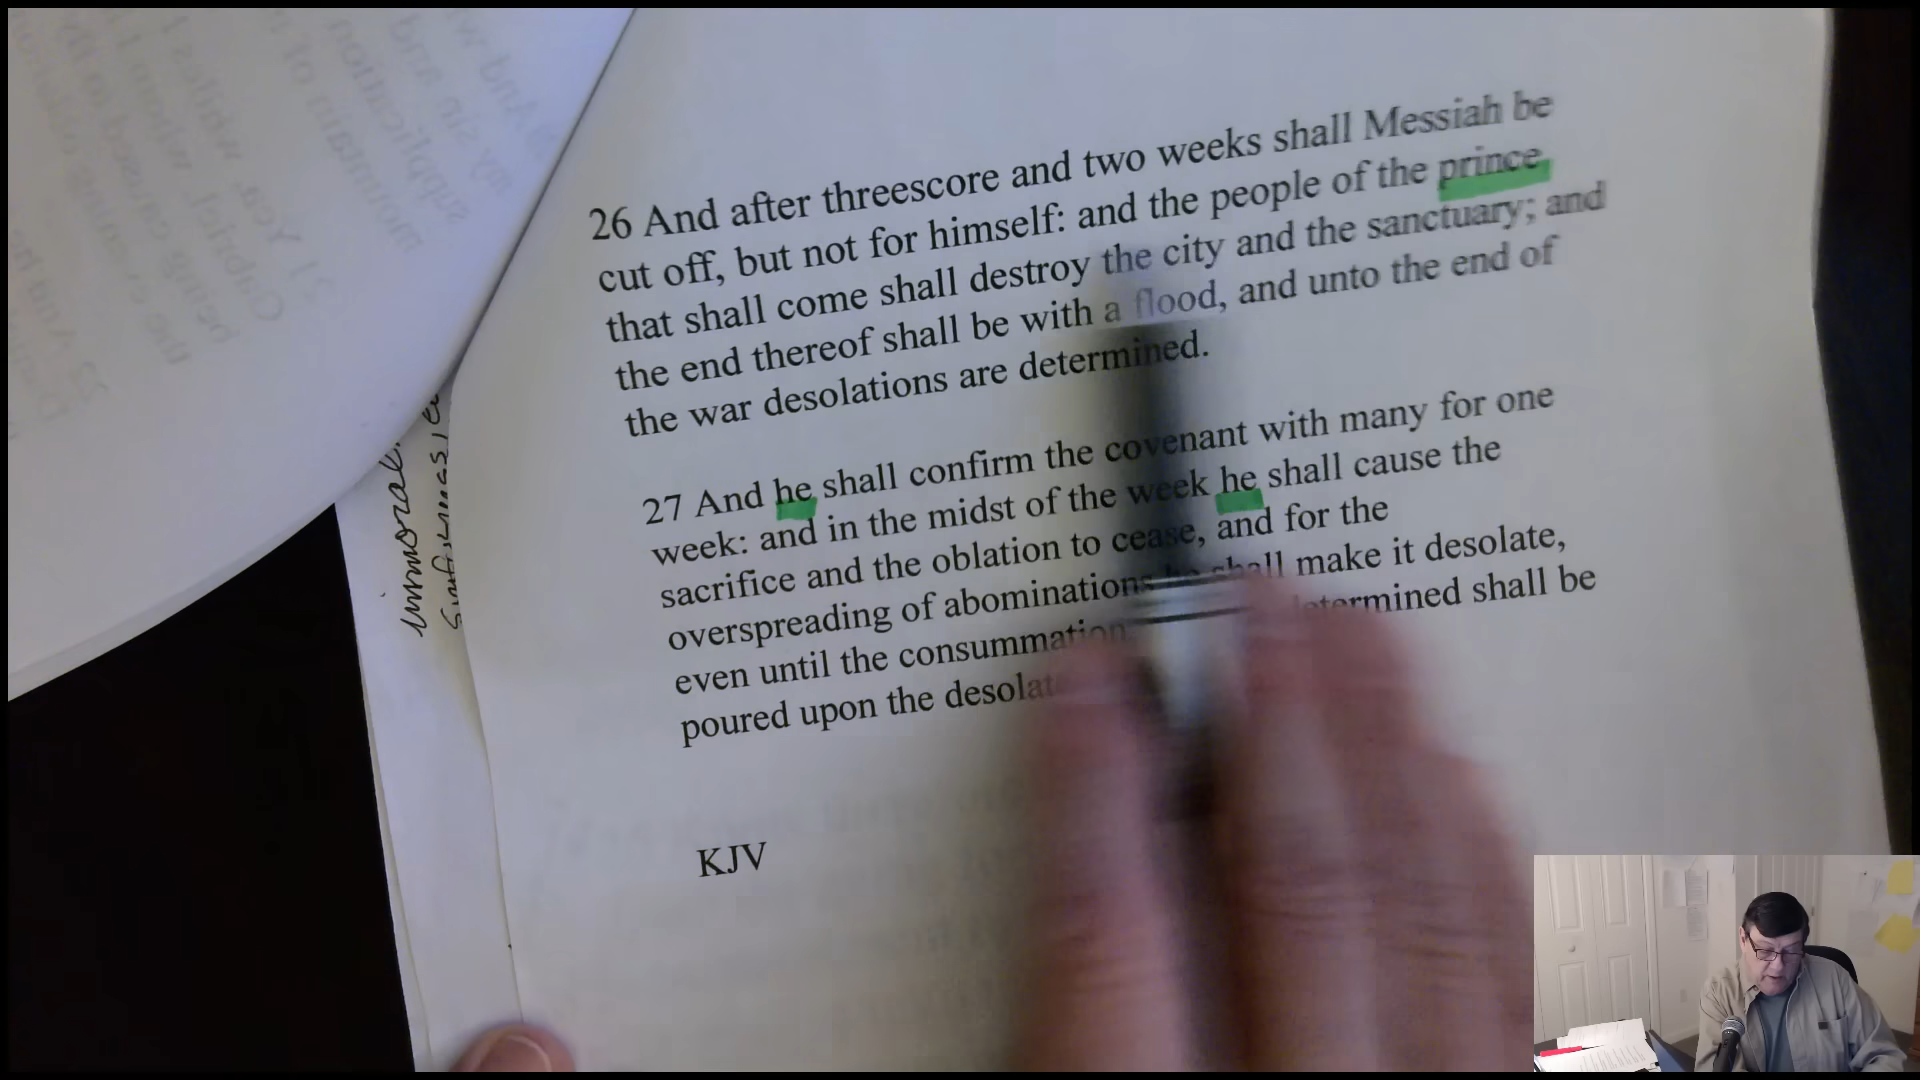 26 And after threescore and two weeks shall Messiah be
cut off, but not for himself: and the people of the prince
that shall come shall destroy the city and the sanctuary; and
the end thereof shall be with a flood, and unto the end of
the war desolations are determined.
27 And he shall confirm the covenant with many for one
week: and in the midst of the week he shall cause the
sacrifice and the oblation to cease, and for the
overspreading of abominations he shall make it desolate,
even until the consummation determined shall be
poured upon the desolat
KJV
immoral